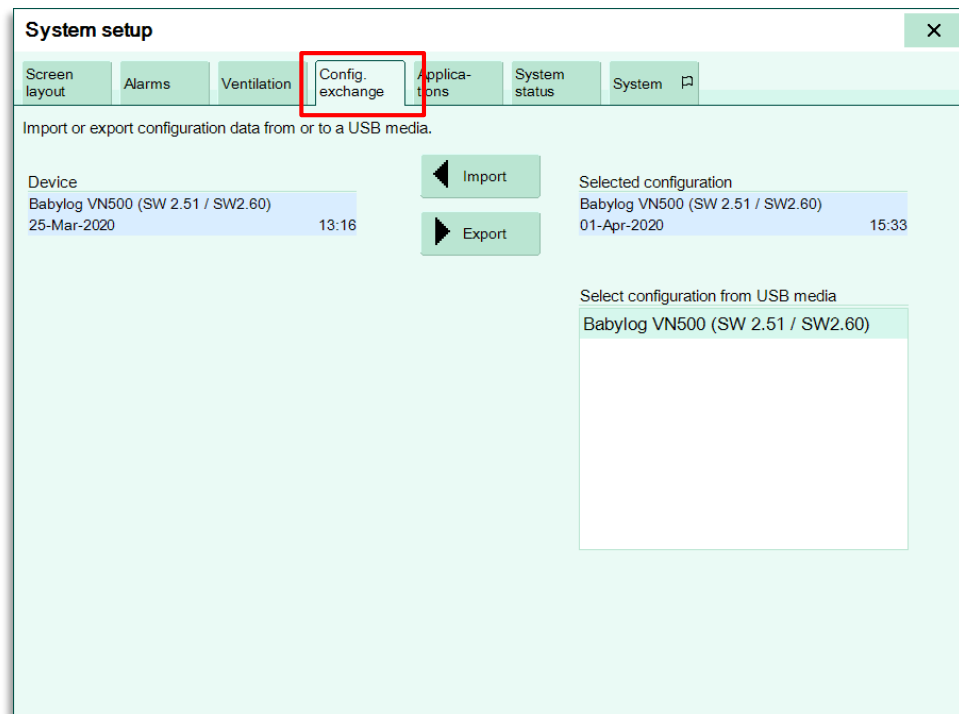 System setup
Screen
layout
Alarms
Ventilation
Config.
exchange
Applica-
tions
System
status
System
Import or export configuration data from or to a USB media.
Device
Babylog VN500 (SW 2.51 / SW2.60)
25-Mar-2020 13:16
Import
Export
Selected configuration
Babylog VN500 (SW 2.51 / SW2.60)
01-Apr-2020 15:33
Select configuration from USB media
Babylog VN500 (SW 2.51 / SW2.60)